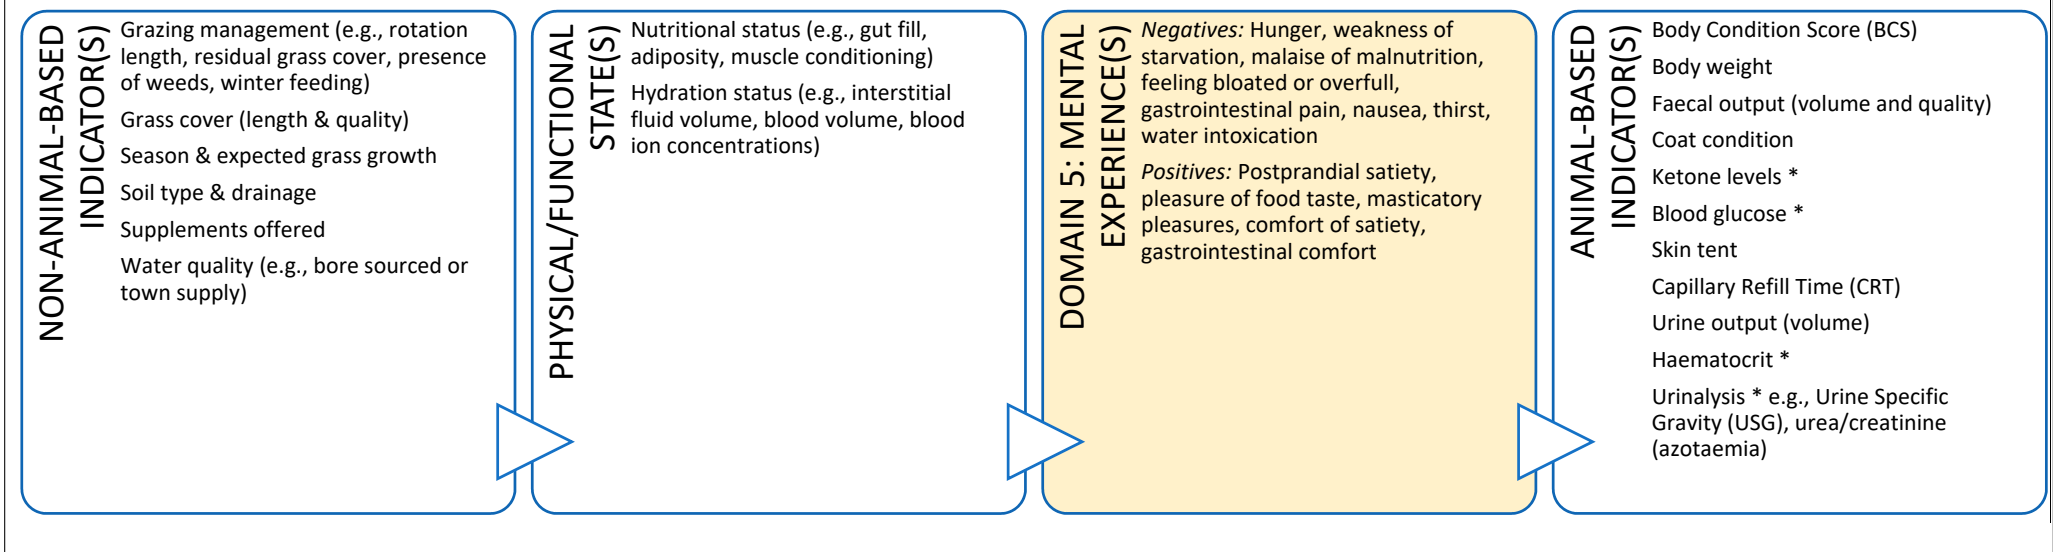 NON-ANIMAL-BASED
INDICATOR(S)
Grazing management (e.g., rotation
length, residual grass cover, presence
of weeds, winter feeding)
Grass cover (length & quality)
Season & expected grass growth
Soil type & drainage
Supplements offered
Water quality (e.g., bore sourced or
town supply)
PHYSICAL/FUNCTIONAL
STATE(S)
Nutritional status (e.g., gut fill,
adiposity, muscle conditioning)
Hydration status (e.g., interstitial
fluid volume, blood volume, blood
ion concentrations)
DOMAIN 5: MENTAL
EXPERIENCE(S)
Negatives: Hunger, weakness of
starvation, malaise of malnutrition,
feeling bloated or overfull,
gastrointestinal pain, nausea, thirst,
water intoxication
Positives: Postprandial satiety,
pleasure of food taste, masticatory
pleasures, comfort of satiety,
gastrointestinal comfort
ANIMAL-BASED
INDICATOR(S)
Body Condition Score (BCS)
Body weight
Faecal output (volume and quality)
Coat condition
Ketone levels *
Blood glucose *
Skin tent
Capillary Refill Time (CRT)
Urine output (volume)
Haematocrit *
Urinalysis * e.g., Urine Specific
Gravity (USG), urea/creatinine
(azotaemia)